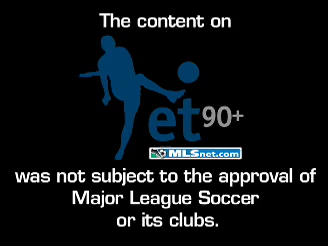 The content on
et 90+
MLSnet.com
was not subject to the approval of
Major League Soccer
or its clubs.